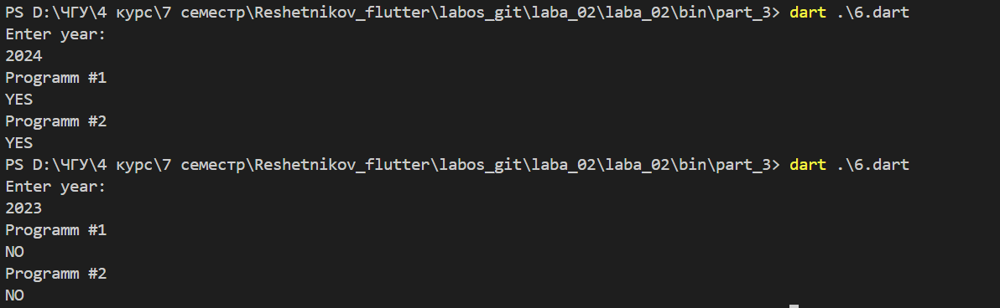 PS D:\ЧГУ\4 курс\7 семестр\Reshetnikov_flutter\labos_git\laba_02\laba_02\bin\part_3> dart .\6.dart
Enter year:
2024
Programm #1
YES
Programm #2
YES
PS D:\ЧГУ\4 курс\7 семестр\Reshetnikov_flutter\labos_git\laba_02\laba_02\bin\part_3> dart .\6.dart
Enter year:
2023
Programm #1
NO
Programm #2
NO